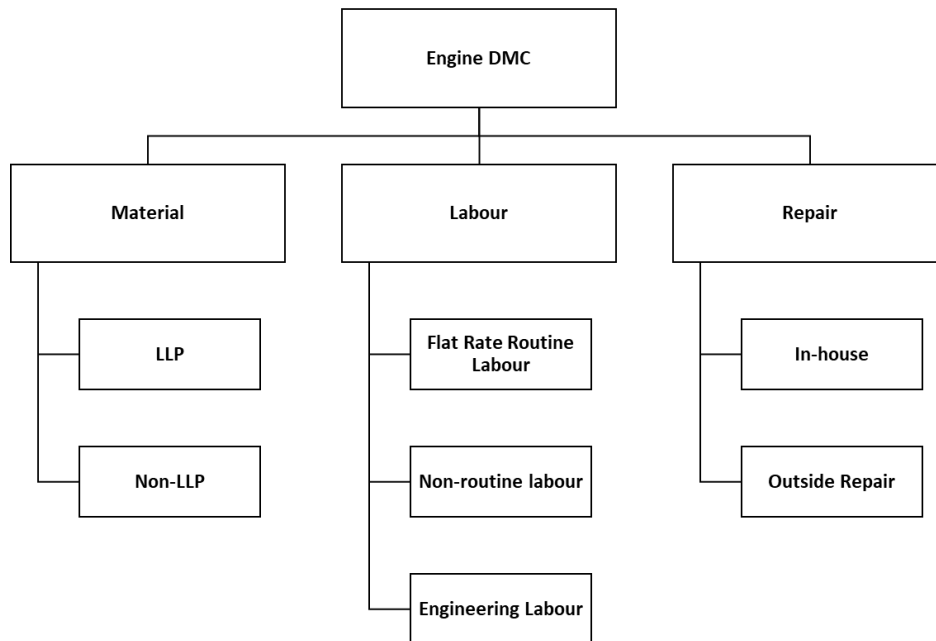 Engine DMC
Material
Labour
Repair
LLP
Flat Rate Routine
Labour
In-house
Non-LLP
Non-routine labour
Outside Repair
Engineering Labour